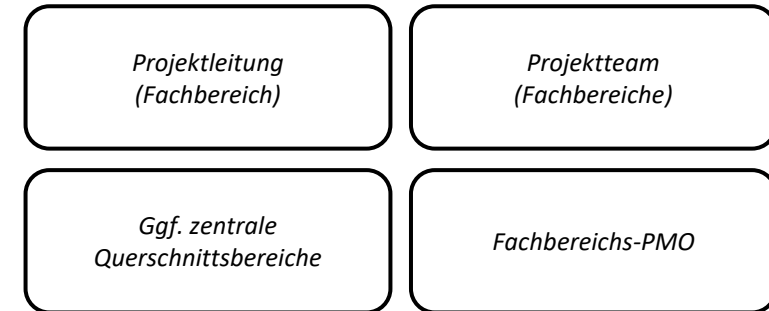 Projektleitung
(Fachbereich)
Projektteam
(Fachbereiche)
Ggf. zentrale
Querschnittsbereiche
Fachbereichs-PMO